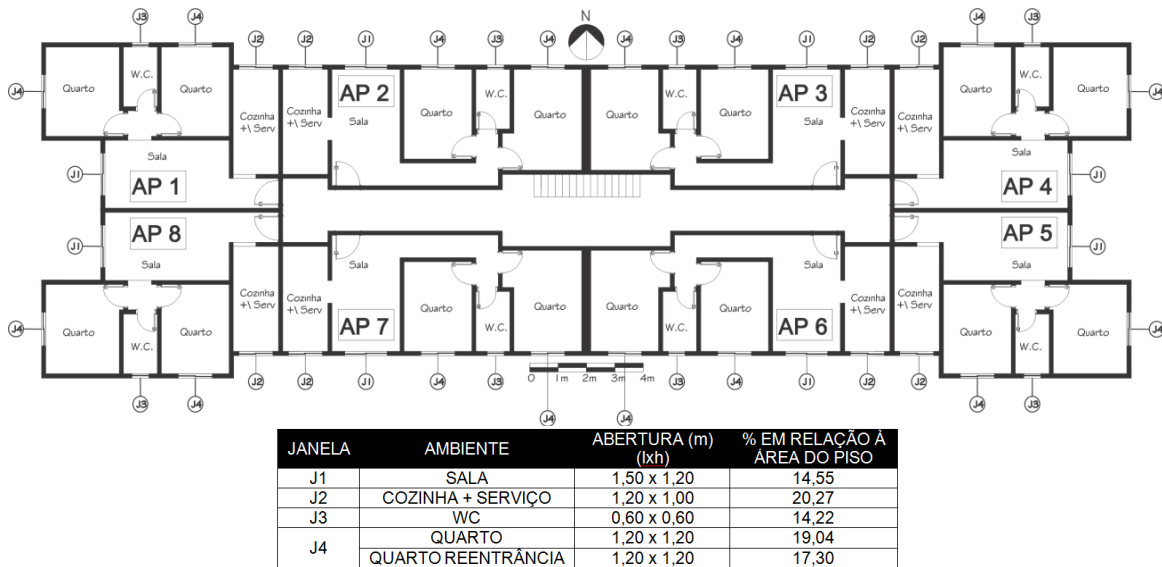 J3 J4 J2 J2 J1 J4 J3 J4 N J4 J3 J4 J1 J2 J2 J4 J3
J4 Quarto W.C. Quarto Quarto W.C. Quarto Quarto W.C. Quarto Quarto W.C. Quarto J4
AP 2 AP 3
Cozinha +\ Serv Cozinha +\ Serv Sala Sala Cozinha +\ Serv Cozinha +\ Serv
Sala Sala
J1 AP 1 AP 4 J1
J1 AP 8 AP 5 J1
Sala Sala Sala Sala
Cozinha +\ Serv Cozinha +\ Serv Cozinha +\ Serv Cozinha +\ Serv
AP 7 AP 6
J4 Quarto W.C. Quarto Quarto W.C. Quarto Quarto W.C. Quarto Quarto W.C. Quarto J4
J2 J2 J1 J4 J3 J3 J4 J1 J2 J2
0 1m 2m 3m 4m
J3 J4 J4 J4 J4 J3
JANELA AMBIENTE ABERTURA (m) (lxh) % EM RELAÇÃO À ÁREA DO PISO
J1 SALA 1,50 x 1,20 14,55
J2 COZINHA + SERVIÇO 1,20 x 1,00 20,27
J3 WC 0,60 x 0,60 14,22
J4 QUARTO 1,20 x 1,20 19,04
QUARTO REENTRÂNCIA 1,20 x 1,20 17,30